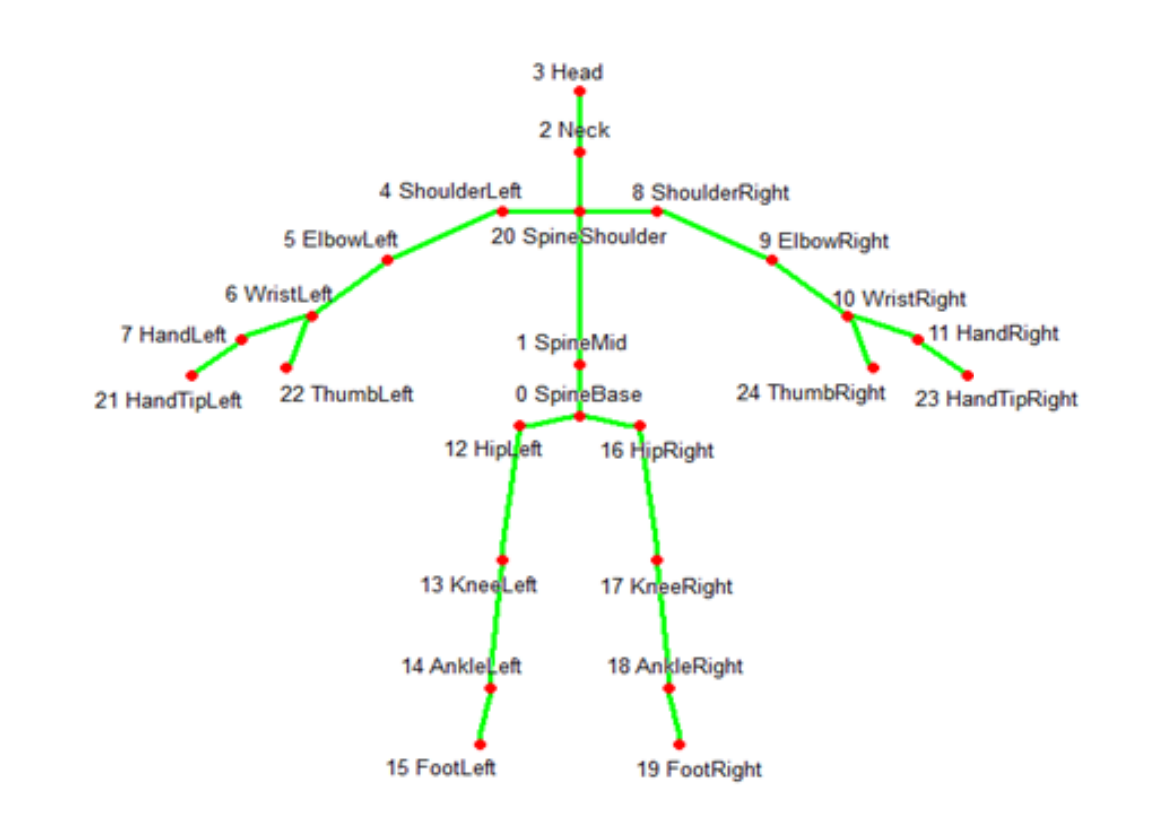 3 Head
2 Neck
4 ShoulderLeft
8 ShoulderRight
20 SpineShoulder
5 ElbowLeft
9 ElbowRight
6 WristLeft
10 WristRight
7 HandLeft
11 HandRight
1 SpineMid
21 HandTipLeft
22 ThumbLeft
0 SpineBase
24 ThumbRight
23 HandTipRight
12 HipLeft
16 HipRight
13 KneeLeft
17 KneeRight
14 AnkleLeft
18 AnkleRight
15 FootLeft
19 FootRight